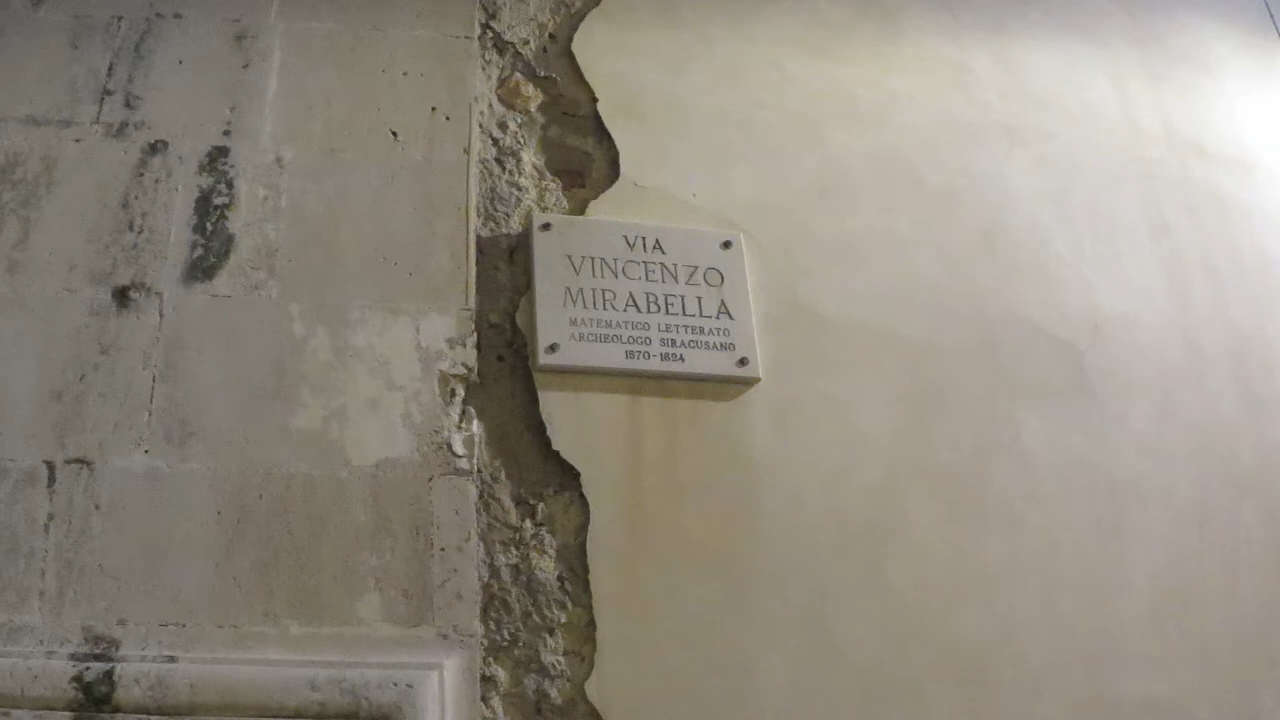 VIA
VINCENZO
MIRABELLA
MATEMATICO LETTERATO
ARCHEOLOGO SIRACUSANO
1570-1624